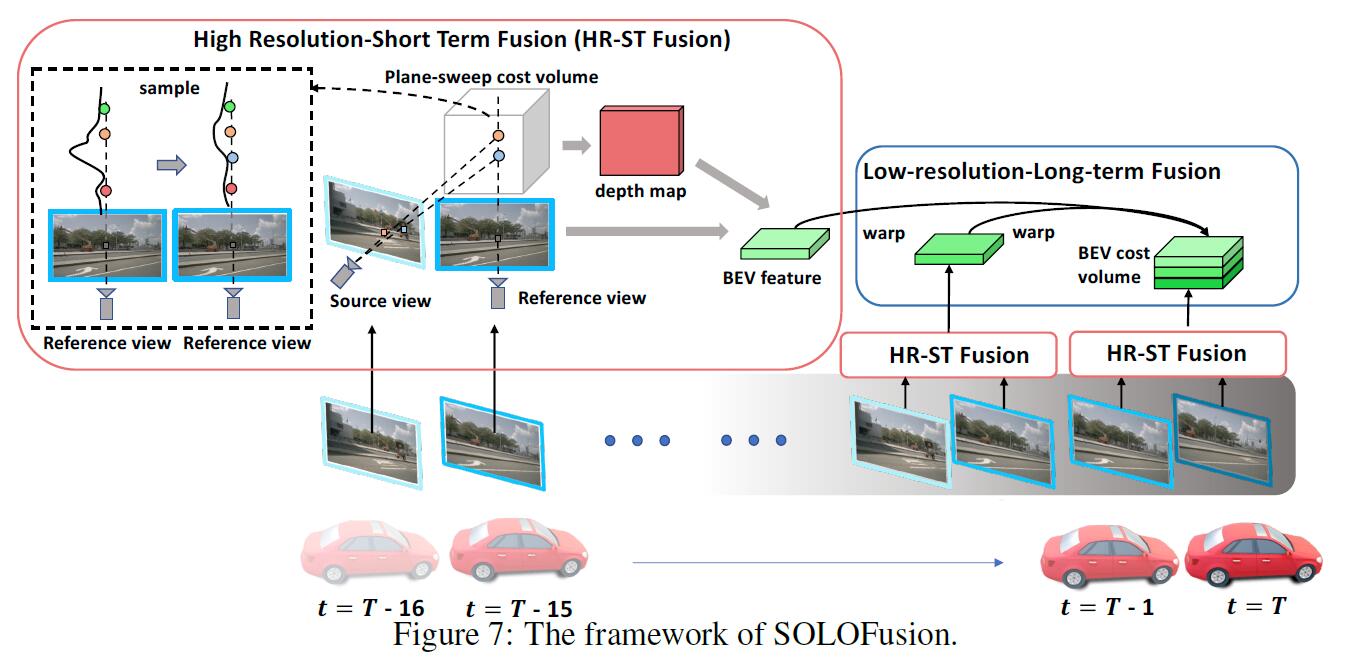 High Resolution-Short Term Fusion (HR-ST Fusion)
sample
Plane-sweep cost volume
depth map
BEV feature
Source view
Reference view
Reference view
Reference view
Low-resolution-Long-term Fusion
warp
warp
BEV cost
volume
HR-ST Fusion
HR-ST Fusion
t = T - 16
t = T - 15
t = T - 1
t = T
Figure 7: The framework of SOLOFusion.